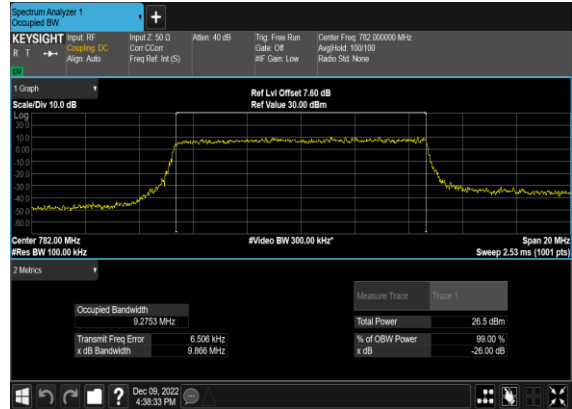 Spectrum Analyzer 1
Occupied BW
KEYSIGHT
R T
LXI
Input: RF
Coupling: DC
Align: Auto
Input Z: 50 Ω
Corr CCorr
Freq Ref: Int (S)
Atten: 40 dB
Trig: Free Run
Gate: Off
#IF Gain: Low
Center Freq: 782.000000 MHz
Avg|Hold: 100/100
Radio Std: None
1 Graph
Scale/Div 10.0 dB
Ref Lvl Offset 7.60 dB
Ref Value 30.00 dBm
Log
20.0
10.0
0.00
-10.0
-20.0
-30.0
-40.0
-50.0
-60.0
Center 782.00 MHz
#Res BW 100.00 kHz
#Video BW 300.00 kHz*
Span 20 MHz
Sweep 2.53 ms (1001 pts)
2 Metrics
Measure Trace Trace 1
Occupied Bandwidth
9.2753 MHz
Total Power 26.5 dBm
Transmit Freq Error 6.506 kHz
% of OBW Power 99.00 %
x dB Bandwidth 9.866 MHz
x dB -26.00 dB
?
Dec 09, 2022
4:38:33 PM